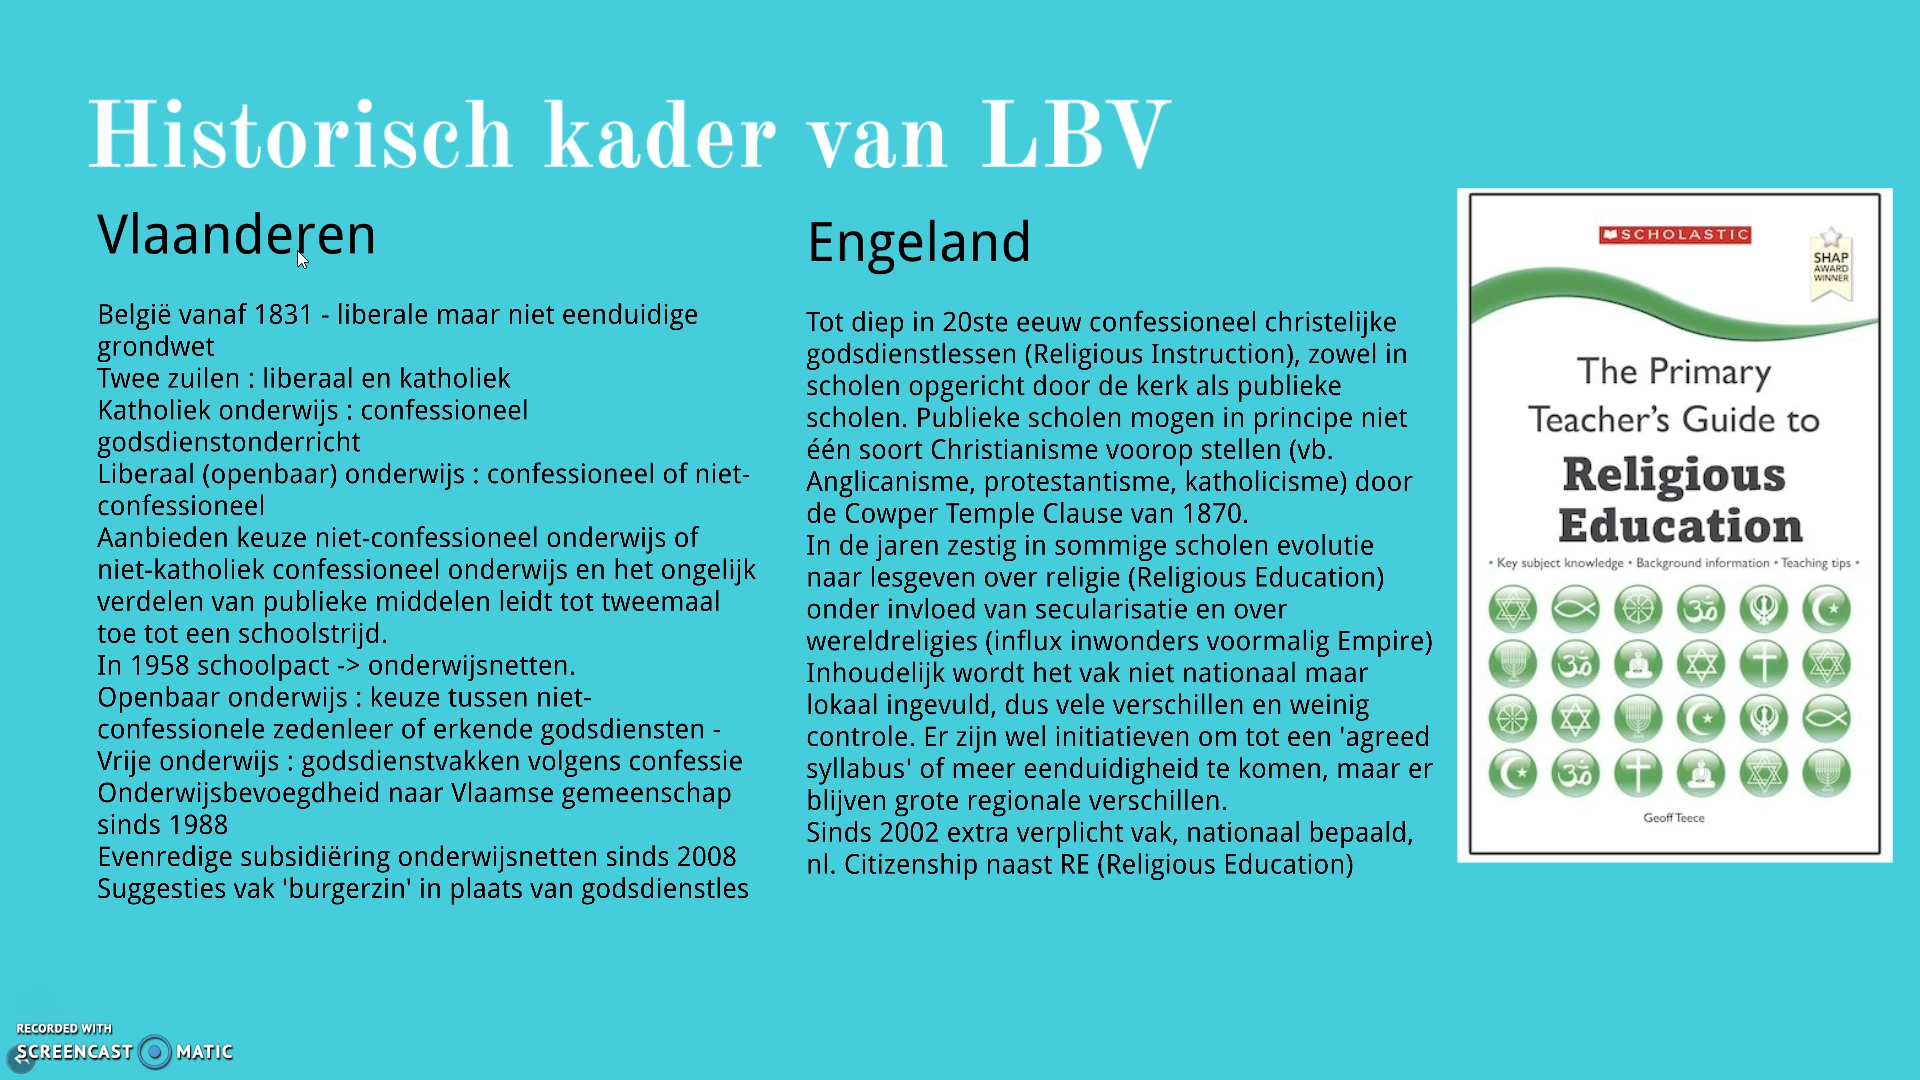 Historisch kader van LBV
Vlaanderen
België vanaf 1831 - liberale maar niet eenduidige
grondwet
Twee zuilen : liberaal en katholiek
Katholiek onderwijs : confessioneel
godsdienstonderricht
Liberaal (openbaar) onderwijs : confessioneel of niet-
confessioneel
Aanbieden keuze niet-confessioneel onderwijs of
niet-katholiek confessioneel onderwijs en het ongelijk
verdelen van publieke middelen leidt tot tweemaal
toe tot een schoolstrijd.
In 1958 schoolpact -> onderwijsnetten.
Openbaar onderwijs : keuze tussen niet-
confessionele zedenleer of erkende godsdiensten -
Vrije onderwijs : godsdienstvakken volgens confessie
Onderwijsbevoegdheid naar Vlaamse gemeenschap
sinds 1988
Evenredige subsidiëring onderwijsnetten sinds 2008
Suggesties vak 'burgerzin' in plaats van godsdienstles
Engeland
Tot diep in 20ste eeuw confessioneel christelijke
godsdienstlessen (Religious Instruction), zowel in
scholen opgericht door de kerk als publieke
scholen. Publieke scholen mogen in principe niet
één soort Christianisme voorop stellen (vb.
Anglicanisme, protestantisme, katholicisme) door
de Cowper Temple Clause van 1870.
In de jaren zestig in sommige scholen evolutie
naar lesgeven over religie (Religious Education)
onder invloed van secularisatie en over
wereldreligies (influx inwonders voormalig Empire)
Inhoudelijk wordt het vak niet nationaal maar
lokaal ingevuld, dus vele verschillen en weinig
controle. Er zijn wel initiatieven om tot een 'agreed
syllabus' of meer eenduidigheid te komen, maar er
blijven grote regionale verschillen.
Sinds 2002 extra verplicht vak, nationaal bepaald,
nl. Citizenship naast RE (Religious Education)
SCHOLASTIC
SHAP
AWARD
WINNER
The Primary
Teacher's Guide to
Religious
Education
• Key subject knowledge • Background information • Teaching tips •
Geoff Teece
RECORDED WITH
SCREENCAST MATIC